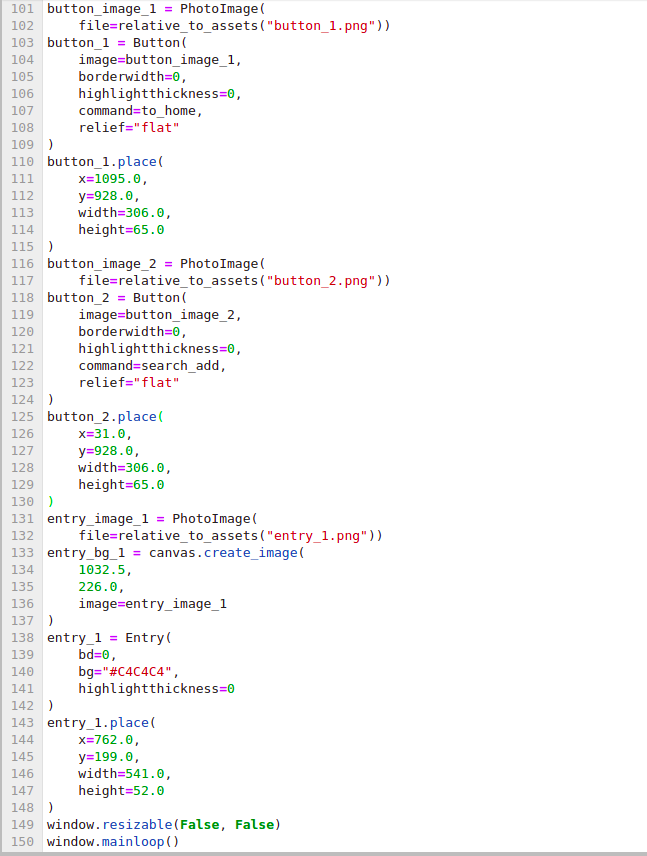 101 button_image_1 = PhotoImage(
102     file=relative_to_assets("button_1.png"))
103 button_1 = Button(
104     image=button_image_1,
105     borderwidth=0,
106     highlightthickness=0,
107     command=to_home,
108     relief="flat"
109 )
110 button_1.place(
111     x=1095.0,
112     y=928.0,
113     width=306.0,
114     height=65.0
115 )
116 button_image_2 = PhotoImage(
117     file=relative_to_assets("button_2.png"))
118 button_2 = Button(
119     image=button_image_2,
120     borderwidth=0,
121     highlightthickness=0,
122     command=search_add,
123     relief="flat"
124 )
125 button_2.place(
126     x=31.0,
127     y=928.0,
128     width=306.0,
129     height=65.0
130 )
131 entry_image_1 = PhotoImage(
132     file=relative_to_assets("entry_1.png"))
133 entry_bg_1 = canvas.create_image(
134     1032.5,
135     226.0,
136     image=entry_image_1
137 )
138 entry_1 = Entry(
139     bd=0,
140     bg="#C4C4C4",
141     highlightthickness=0
142 )
143 entry_1.place(
144     x=762.0,
145     y=199.0,
146     width=541.0,
147     height=52.0
148 )
149 window.resizable(False, False)
150 window.mainloop()